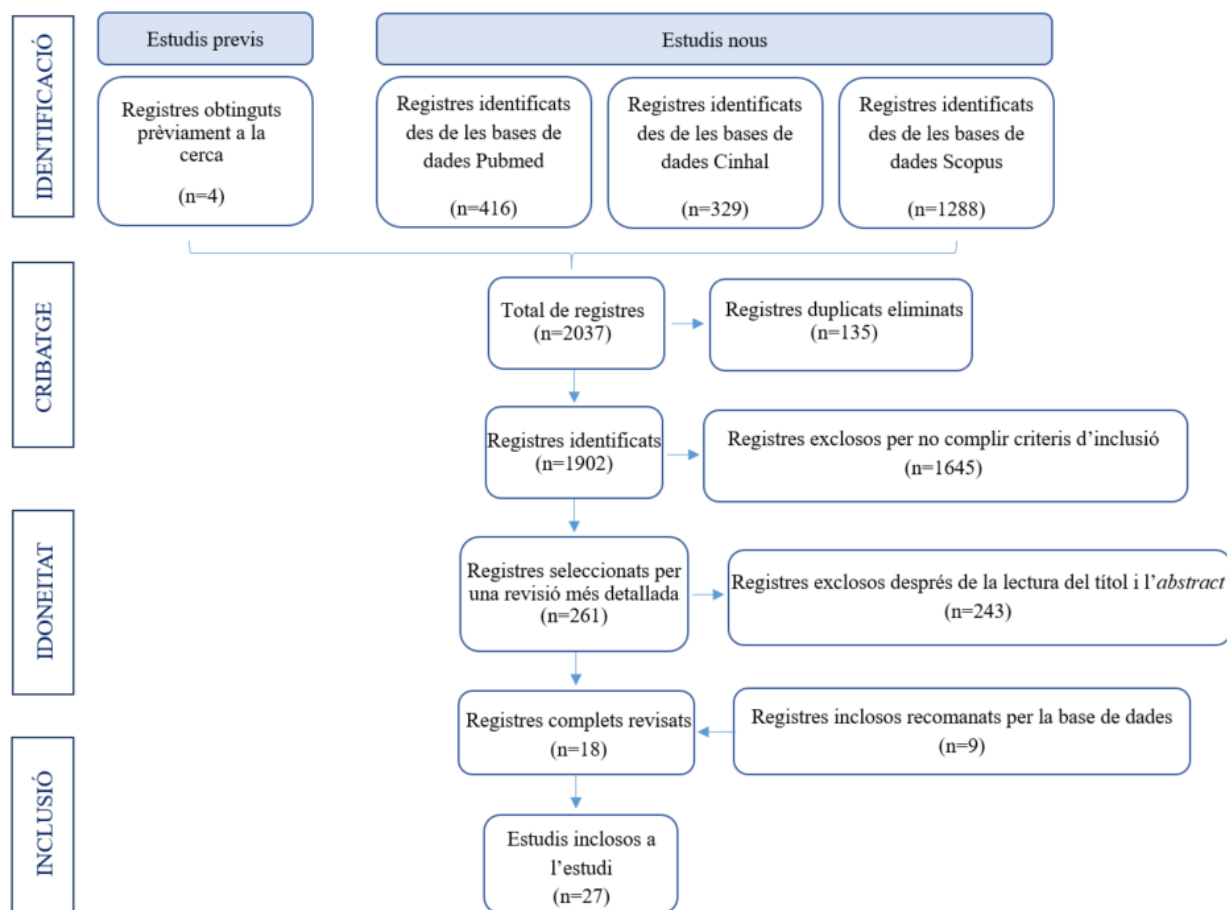 IDENTIFICACIÓ
Estudis previs
Estudis nous
Registres obtinguts
prèviament a la
cerca
(n=4)
Registres identificats
des de les bases de
dades Pubmed
(n=416)
Registres identificats
des de les bases de
dades Cinhal
(n=329)
Registres identificats
des de les bases de
dades Scopus
(n=1288)
CRIBATGE
Total de registres
(n=2037)
Registres duplicats eliminats
(n=135)
Registres identificats
(n=1902)
Registres exclosos per no complir criteris d’inclusió
(n=1645)
IDONEITAT
Registres seleccionats per
una revisió més detallada
(n=261)
Registres exclosos després de la lectura del títol i l’abstract
(n=243)
Registres complets revisats
(n=18)
Registres inclosos recomanats per la base de dades
(n=9)
INCLUSIÓ
Estudis inclosos a
l’estudi
(n=27)